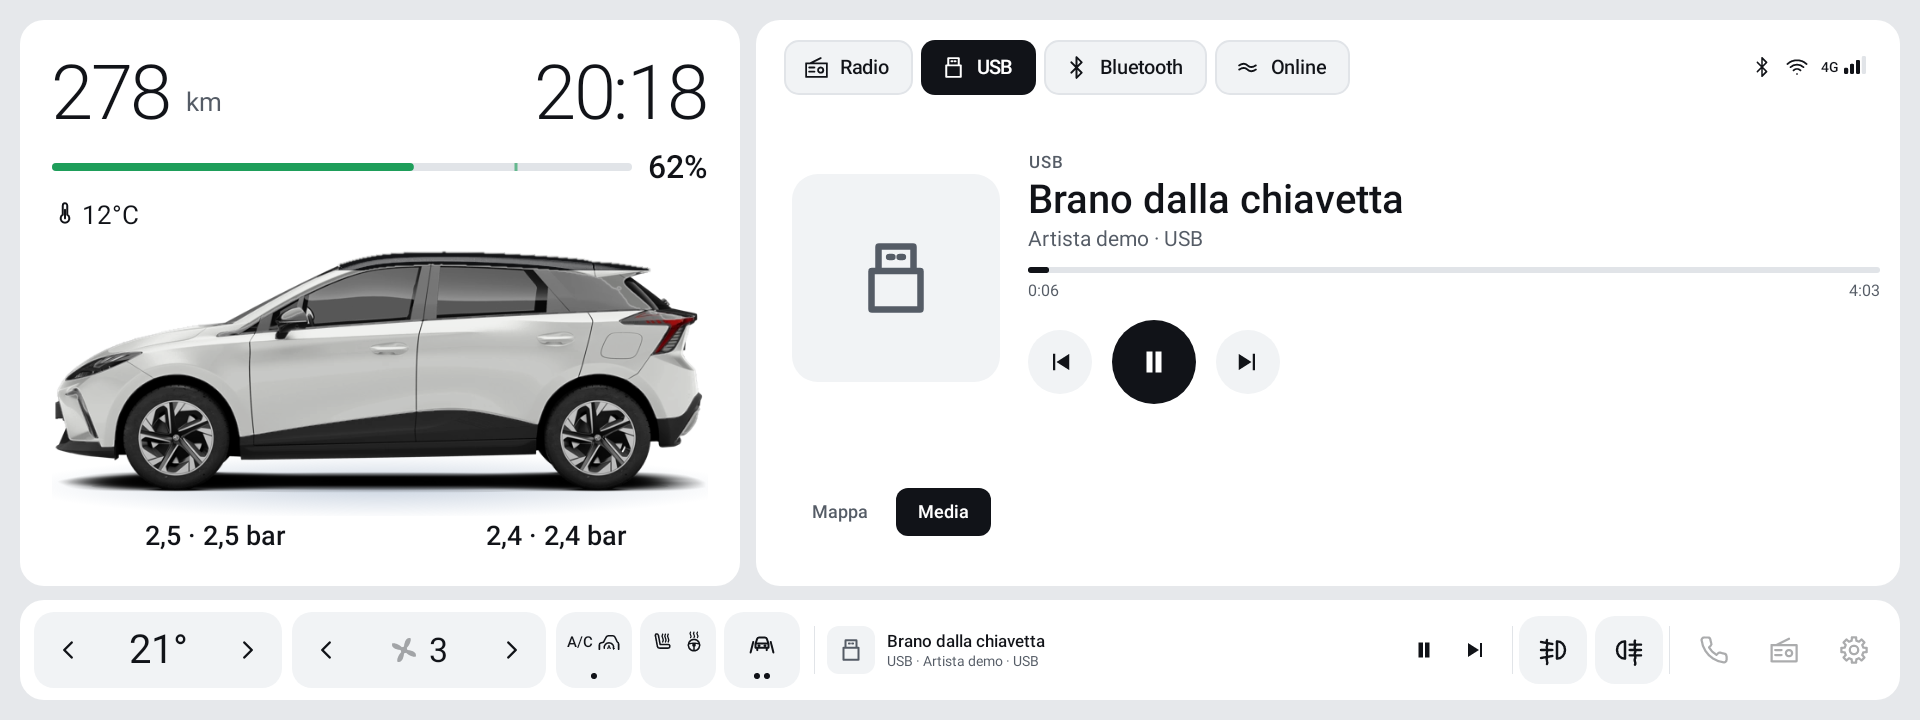 278 km
20:18
62%
12°C
2,5 · 2,5 bar
2,4 · 2,4 bar
Radio
USB
Bluetooth
Online
4G
USB
Brano dalla chiavetta
Artista demo · USB
0:06
4:03
Mappa
Media
21°
3
A/C
Brano dalla chiavetta
USB · Artista demo · USB